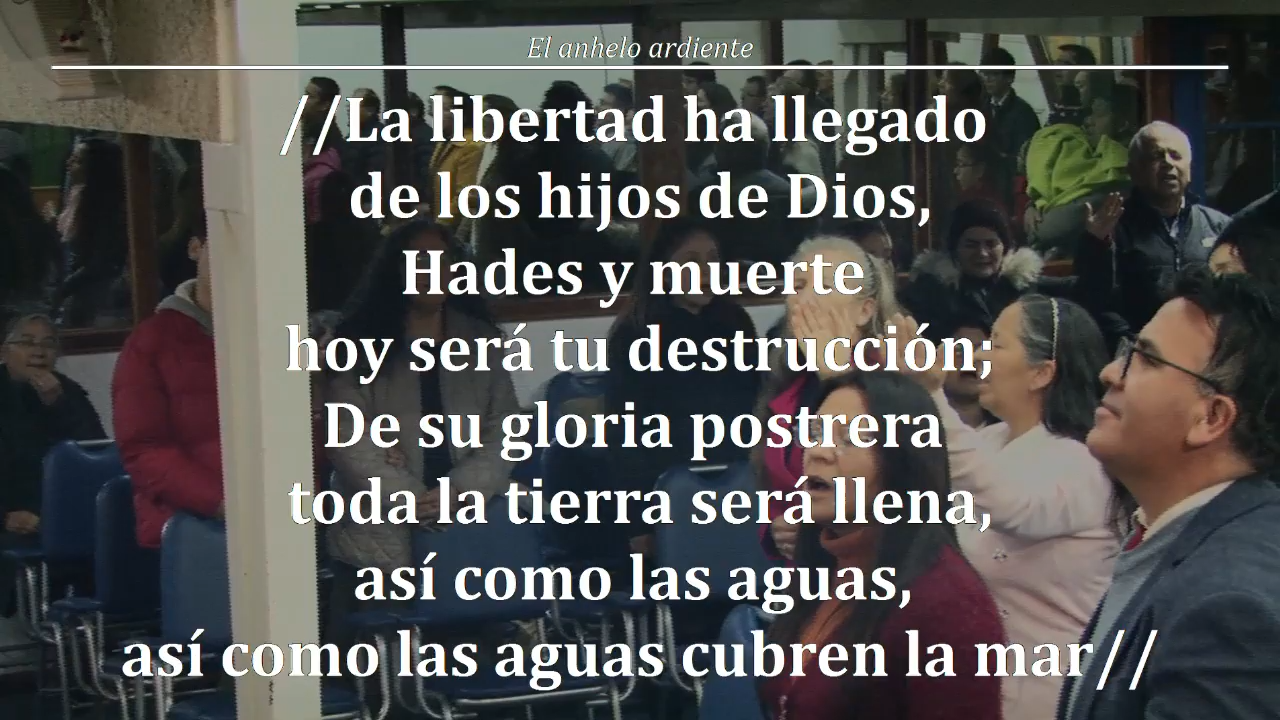 El anhelo ardiente
//La libertad ha llegado
de los hijos de Dios,
Hades y muerte
hoy será tu destrucción;
De su gloria postrera
toda la tierra será llena,
así como las aguas,
así como las aguas cubren la mar//